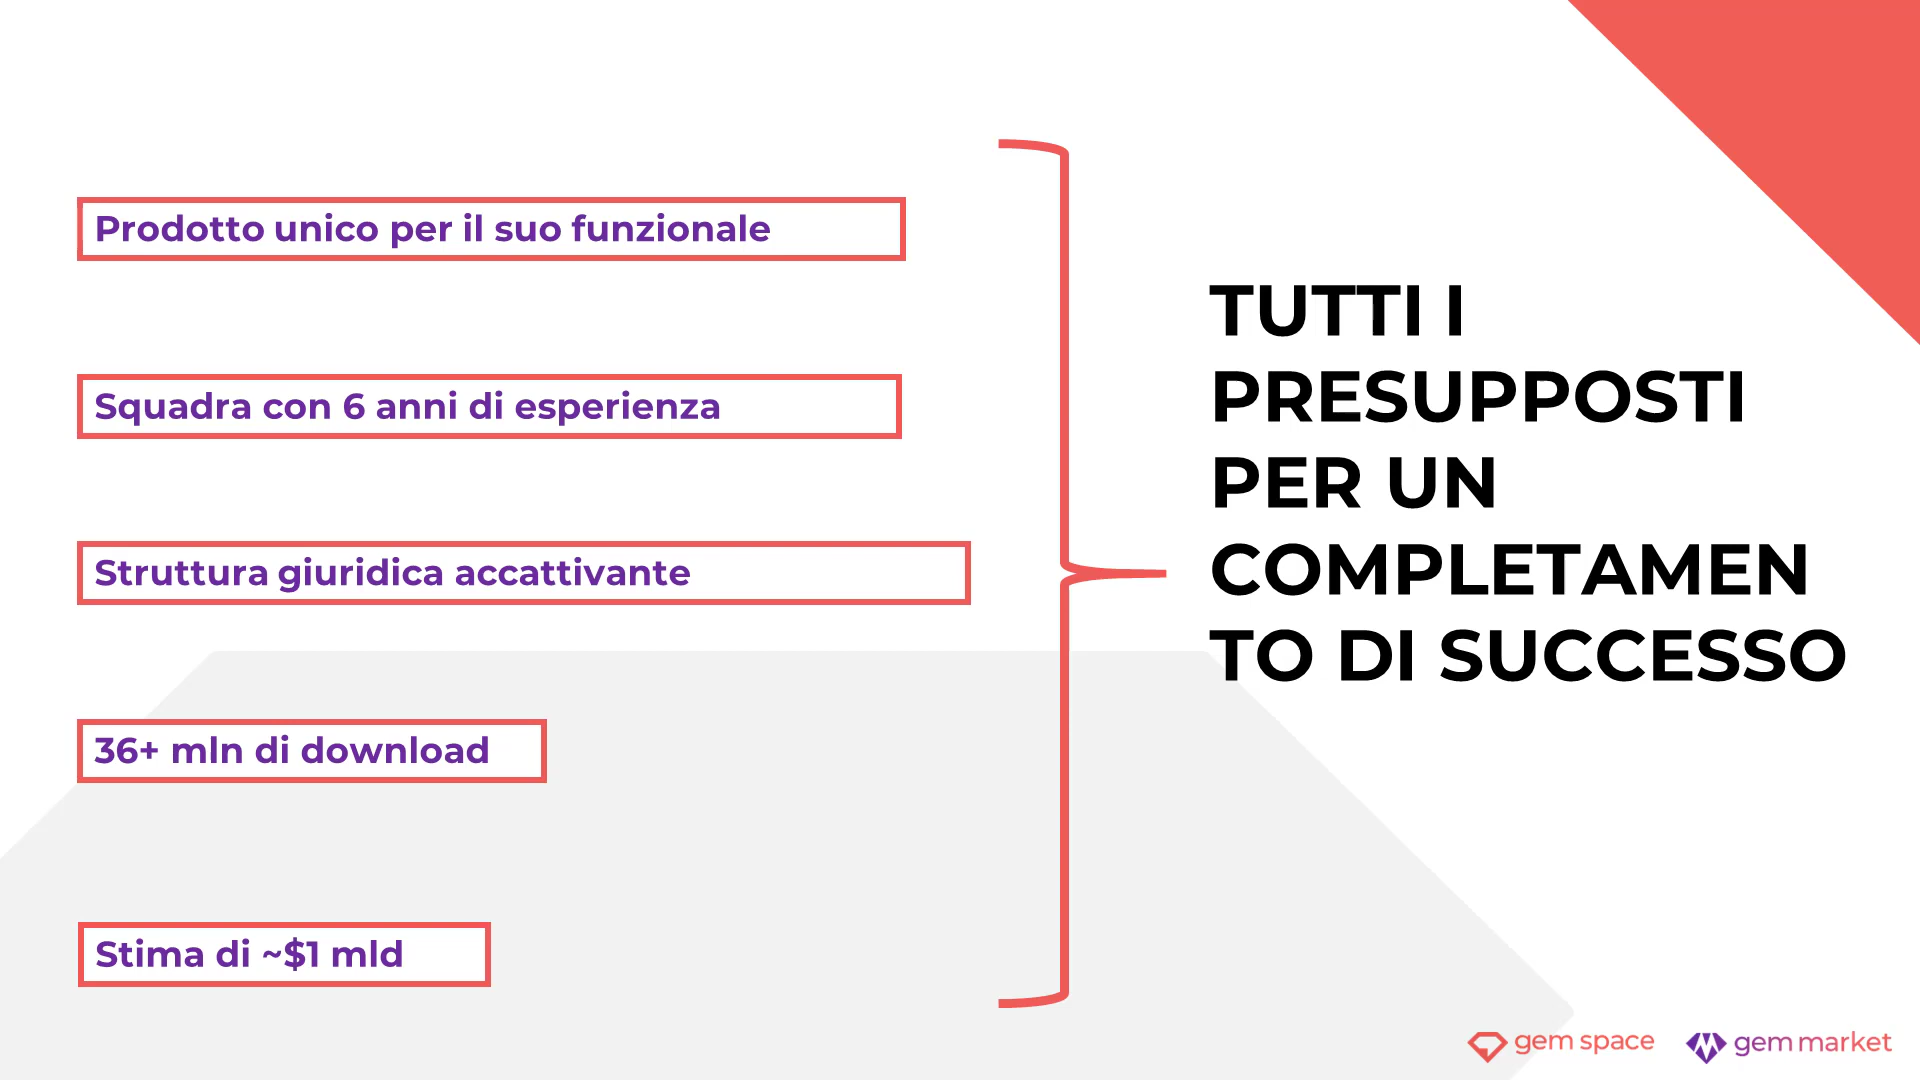 Prodotto unico per il suo funzionale
Squadra con 6 anni di esperienza
Struttura giuridica accattivante
36+ mln di download
Stima di ~$1 mld
TUTTI I
PRESUPPOSTI
PER UN
COMPLETAMEN
TO DI SUCCESSO
gem space
gem market